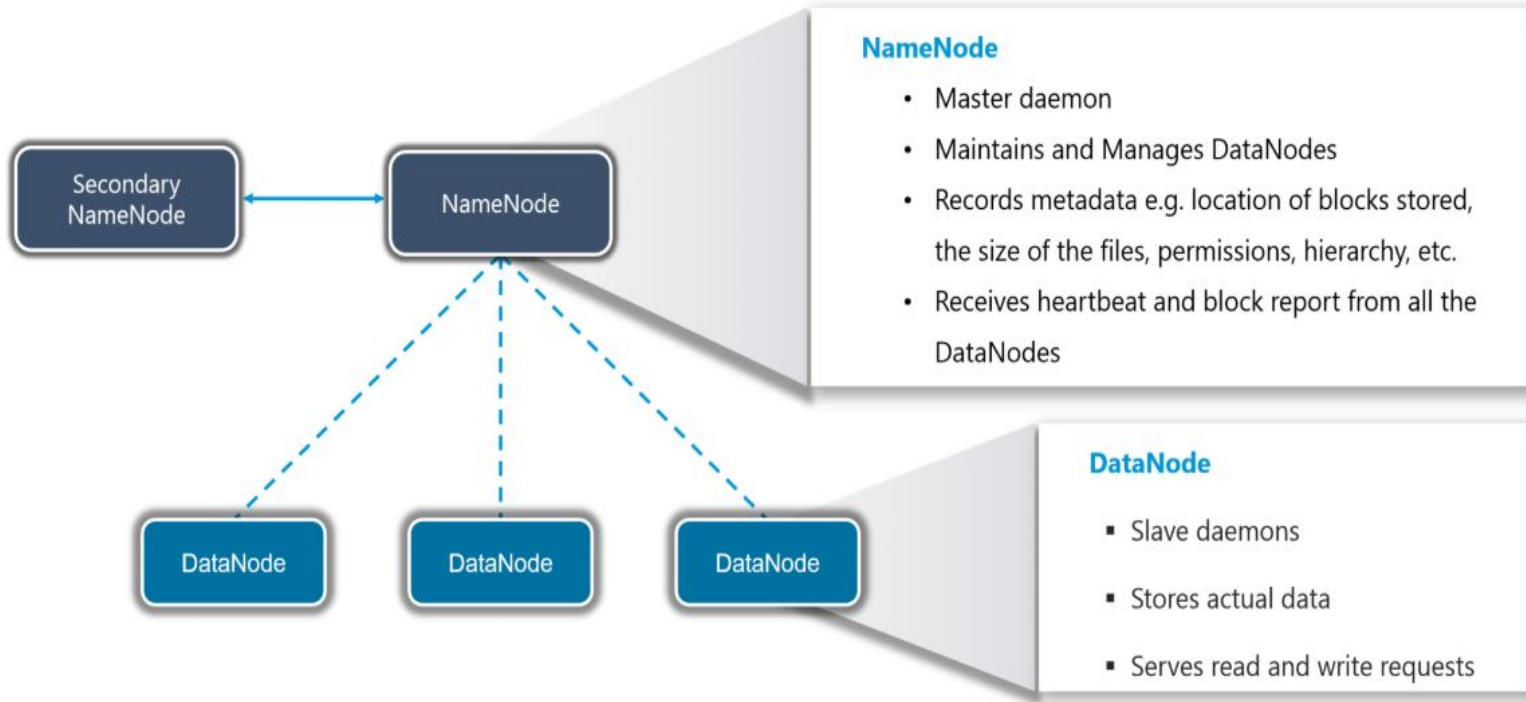 NameNode
• Master daemon
• Maintains and Manages DataNodes
• Records metadata e.g. location of blocks stored,
the size of the files, permissions, hierarchy, etc.
• Receives heartbeat and block report from all the
DataNodes
Secondary
NameNode
NameNode
DataNode
DataNode
DataNode
DataNode
▪ Slave daemons
▪ Stores actual data
▪ Serves read and write requests